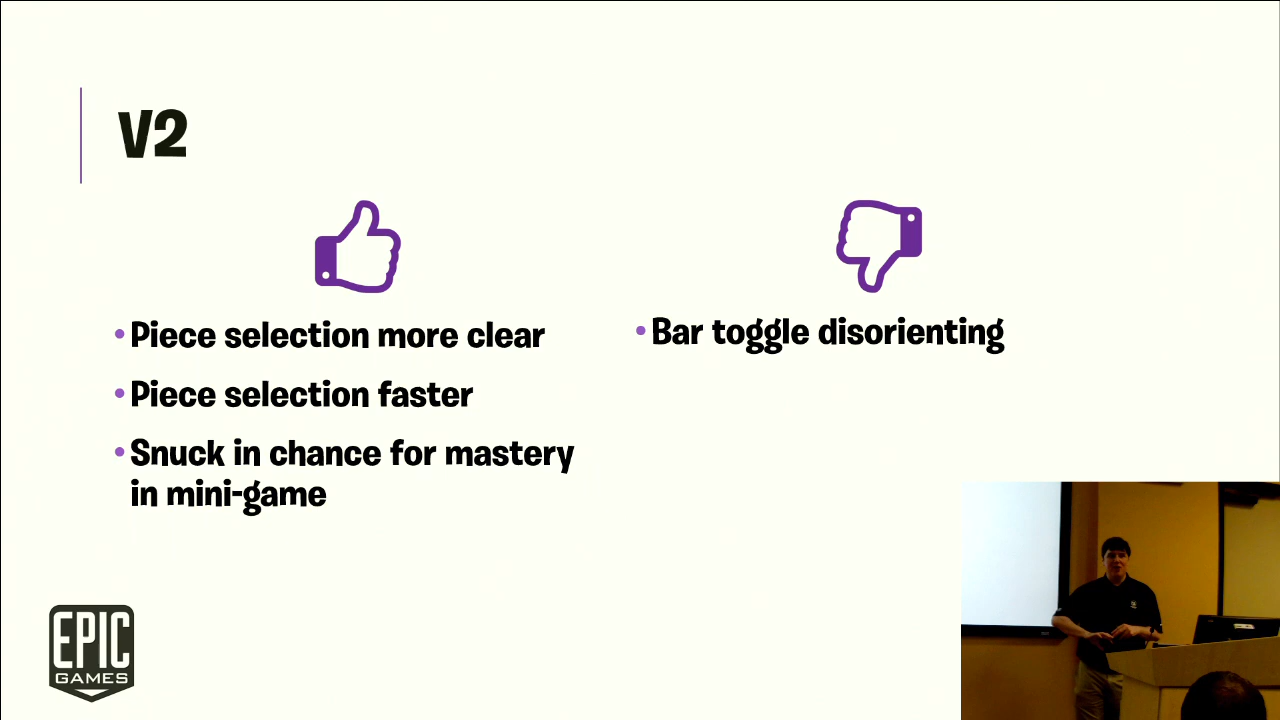 V2
• Piece selection more clear
• Piece selection faster
• Snuck in chance for mastery
in mini-game
• Bar toggle disorienting
EPIC
GAMES